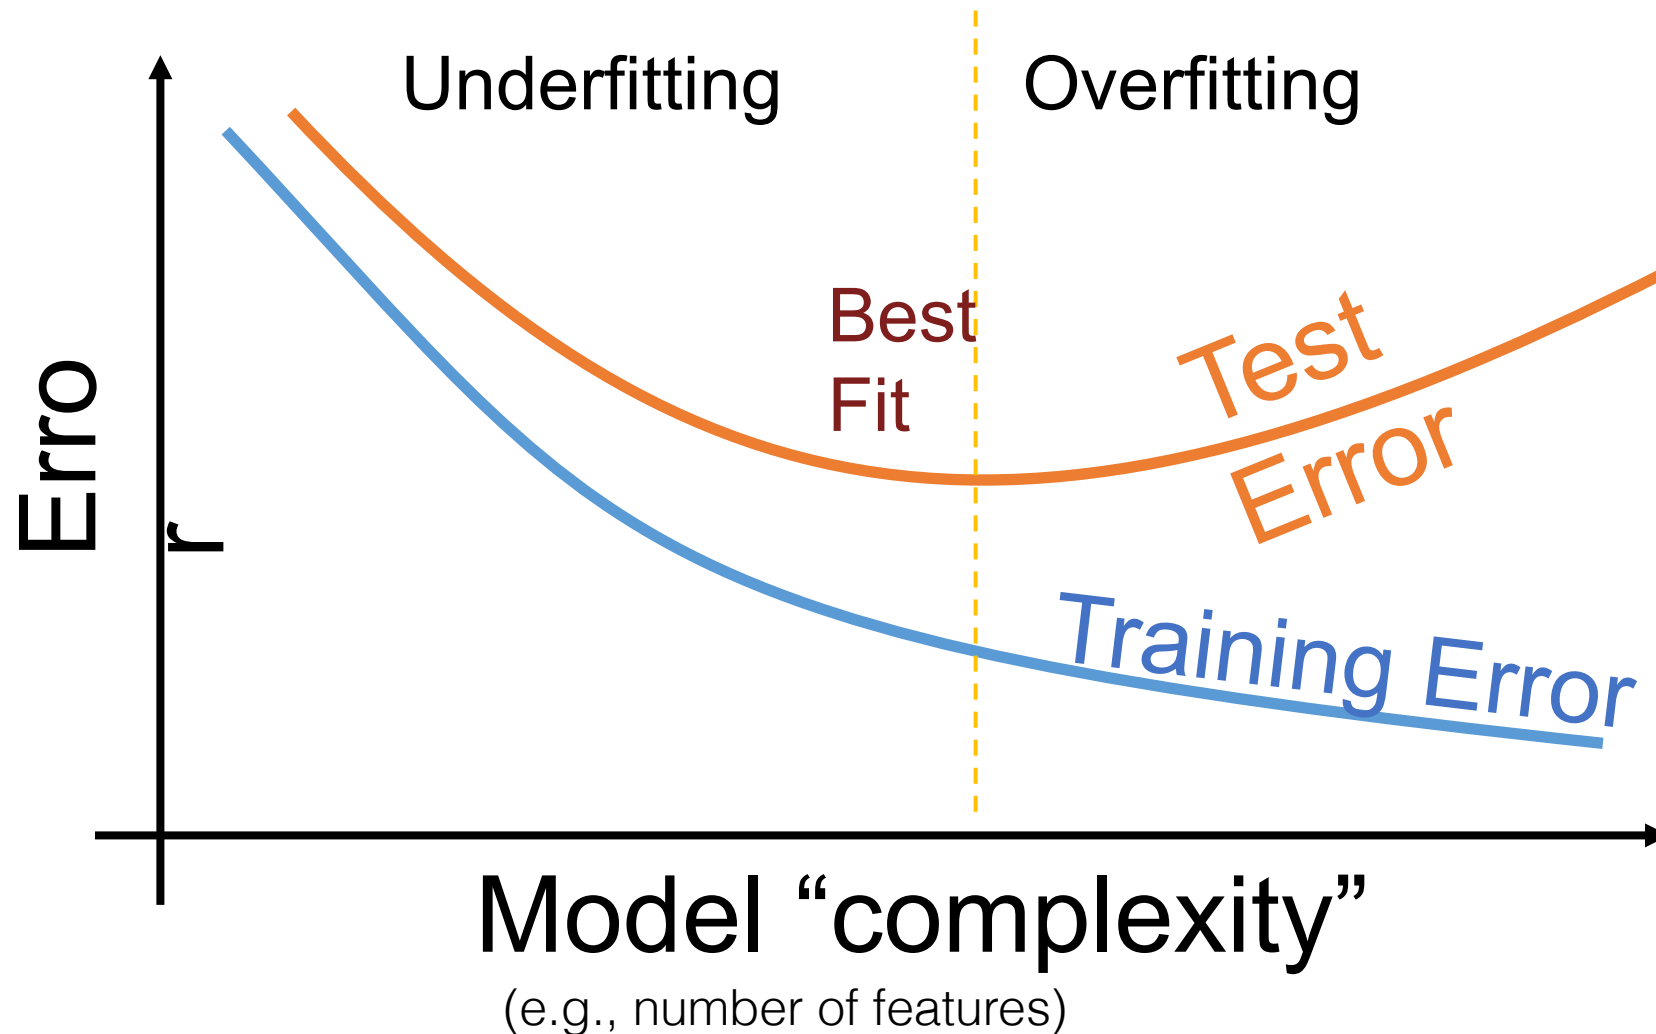 Underfitting
Overfitting
Best
Fit
Test
Error
Erro
r
Training Error
Model “complexity”
(e.g., number of features)